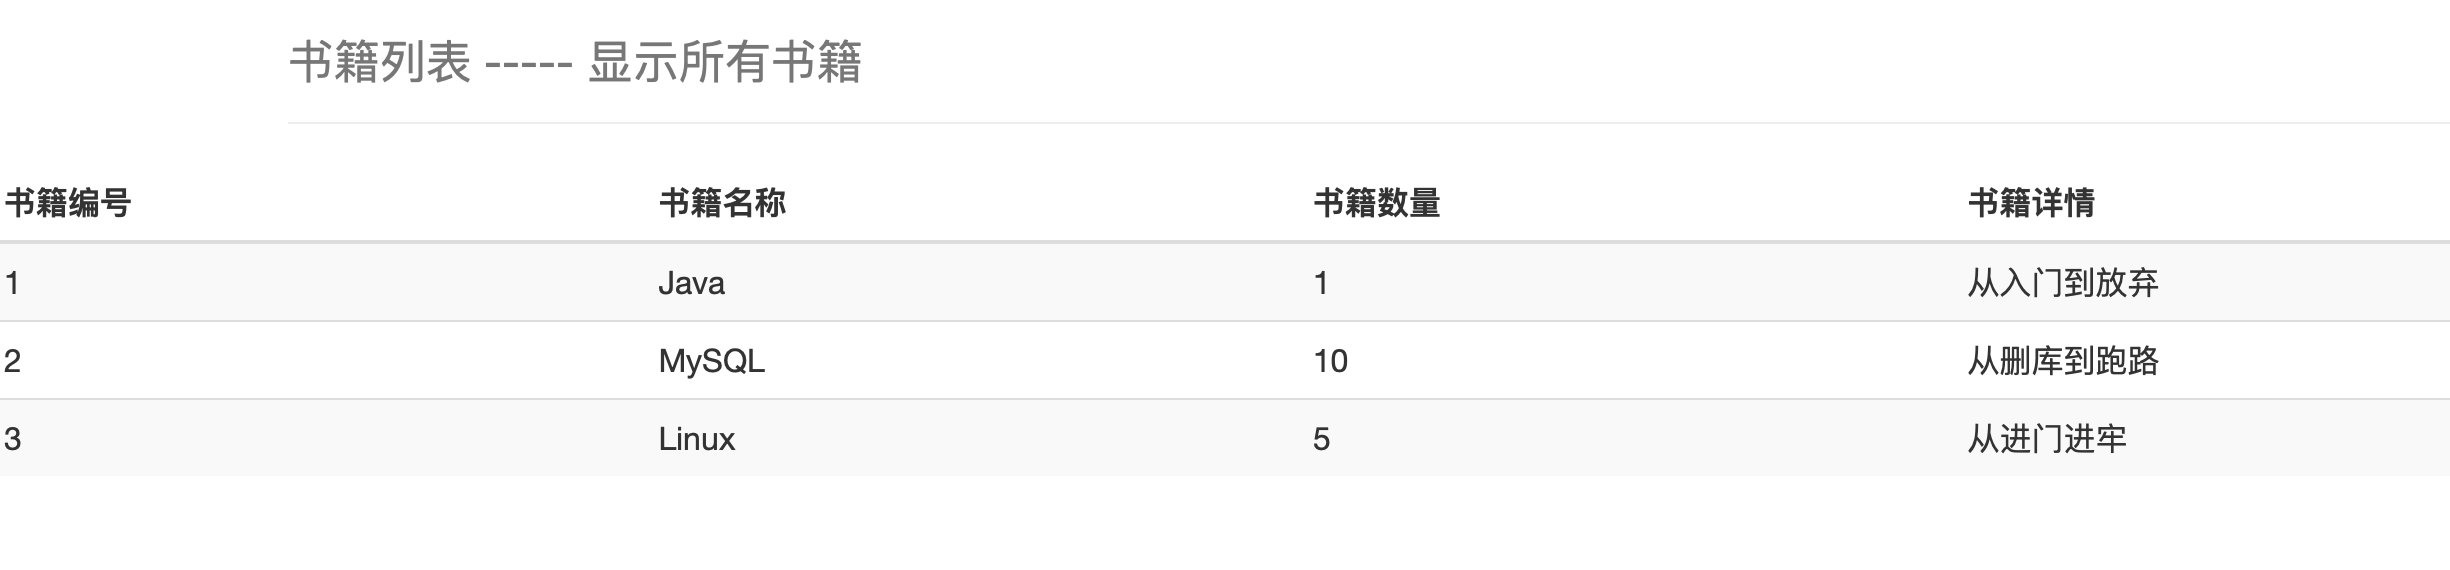 书籍列表 ----- 显示所有书籍
书籍编号 书籍名称 书籍数量 书籍详情
1 Java 1 从入门到放弃
2 MySQL 10 从删库到跑路
3 Linux 5 从进门进牢